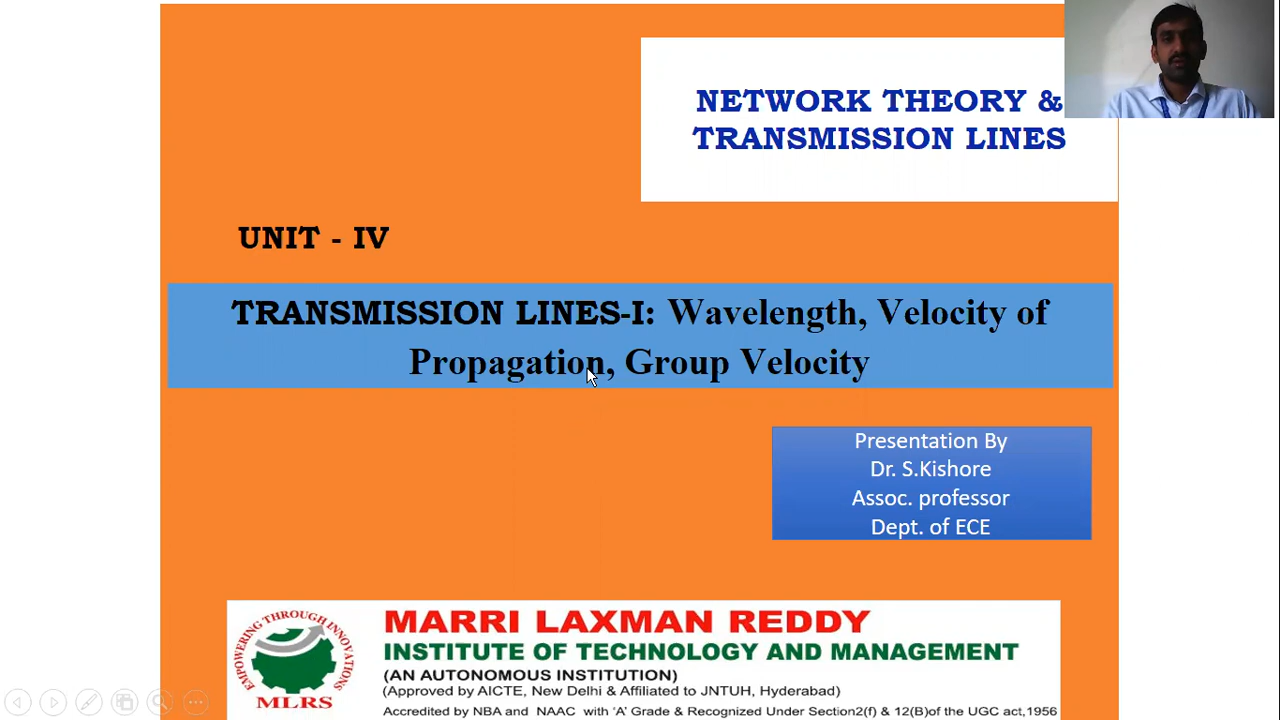 NETWORK THEORY &
TRANSMISSION LINES
UNIT - IV
TRANSMISSION LINES-I: Wavelength, Velocity of
Propagation, Group Velocity
Presentation By
Dr. S.Kishore
Assoc. professor
Dept. of ECE
EMPOWERING THROUGH INNOVATIONS
MLRS
MARRI LAXMAN REDDY
INSTITUTE OF TECHNOLOGY AND MANAGEMENT
(AN AUTONOMOUS INSTITUTION)
(Approved by AICTE, New Delhi & Affiliated to JNTUH, Hyderabad)
Accredited by NBA and NAAC with 'A' Grade & Recognized Under Section2(f) & 12(B)of the UGC act,1956